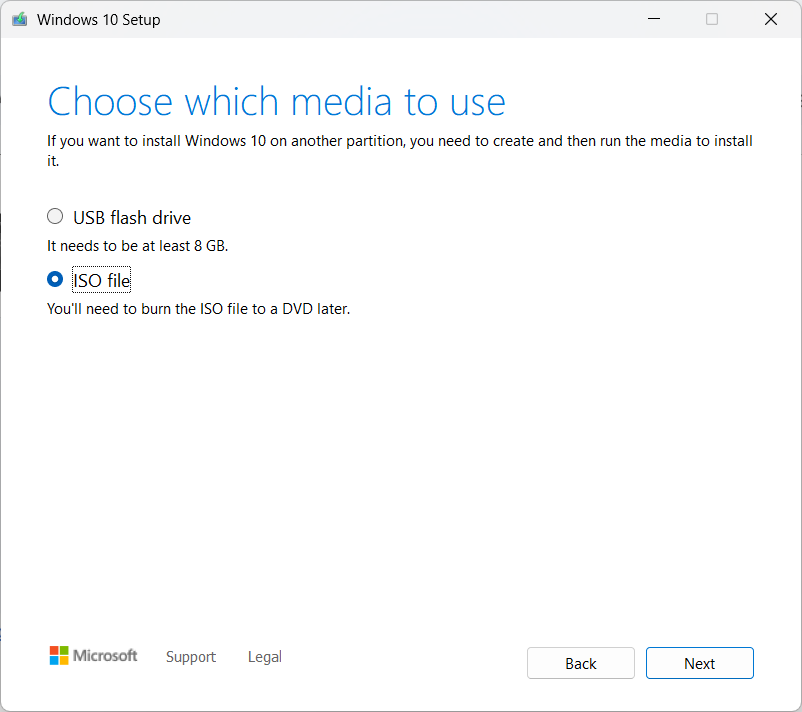 Windows 10 Setup
Choose which media to use
If you want to install Windows 10 on another partition, you need to create and then run the media to install
it.
USB flash drive
It needs to be at least 8 GB.
ISO file
You'll need to burn the ISO file to a DVD later.
Microsoft Support Legal Back Next